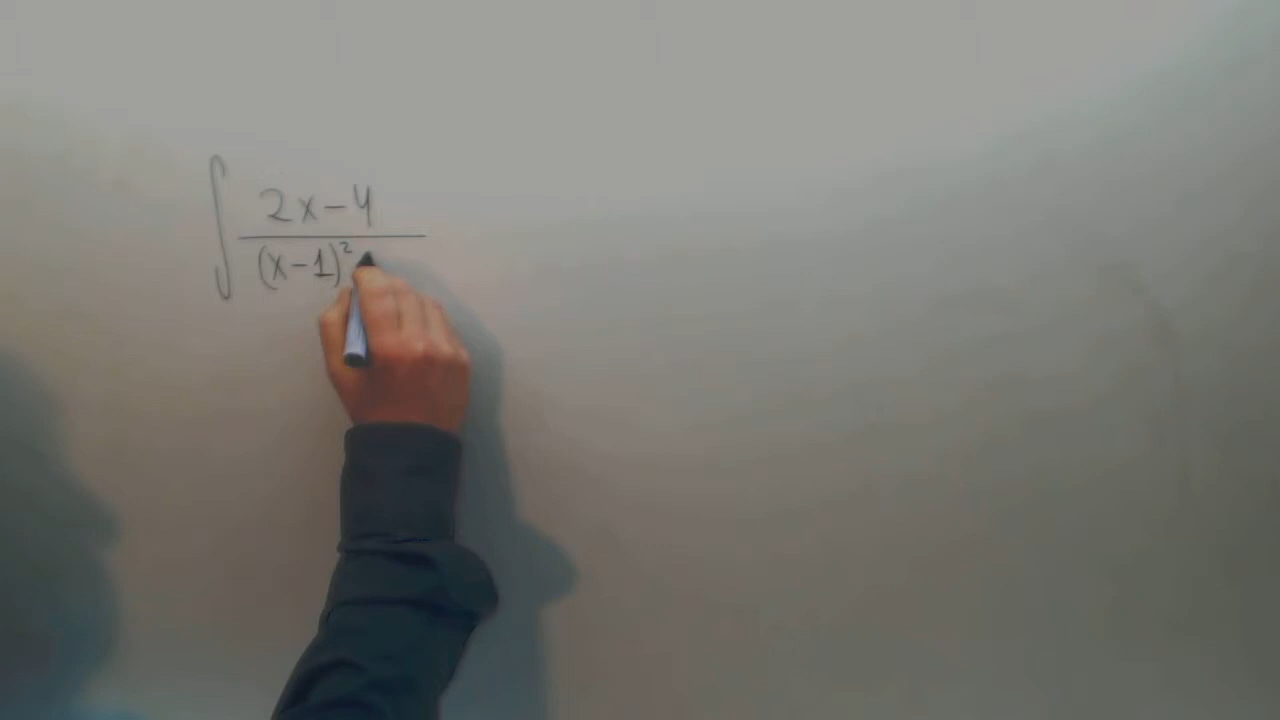 ∫ 2x-4
(x-1)²